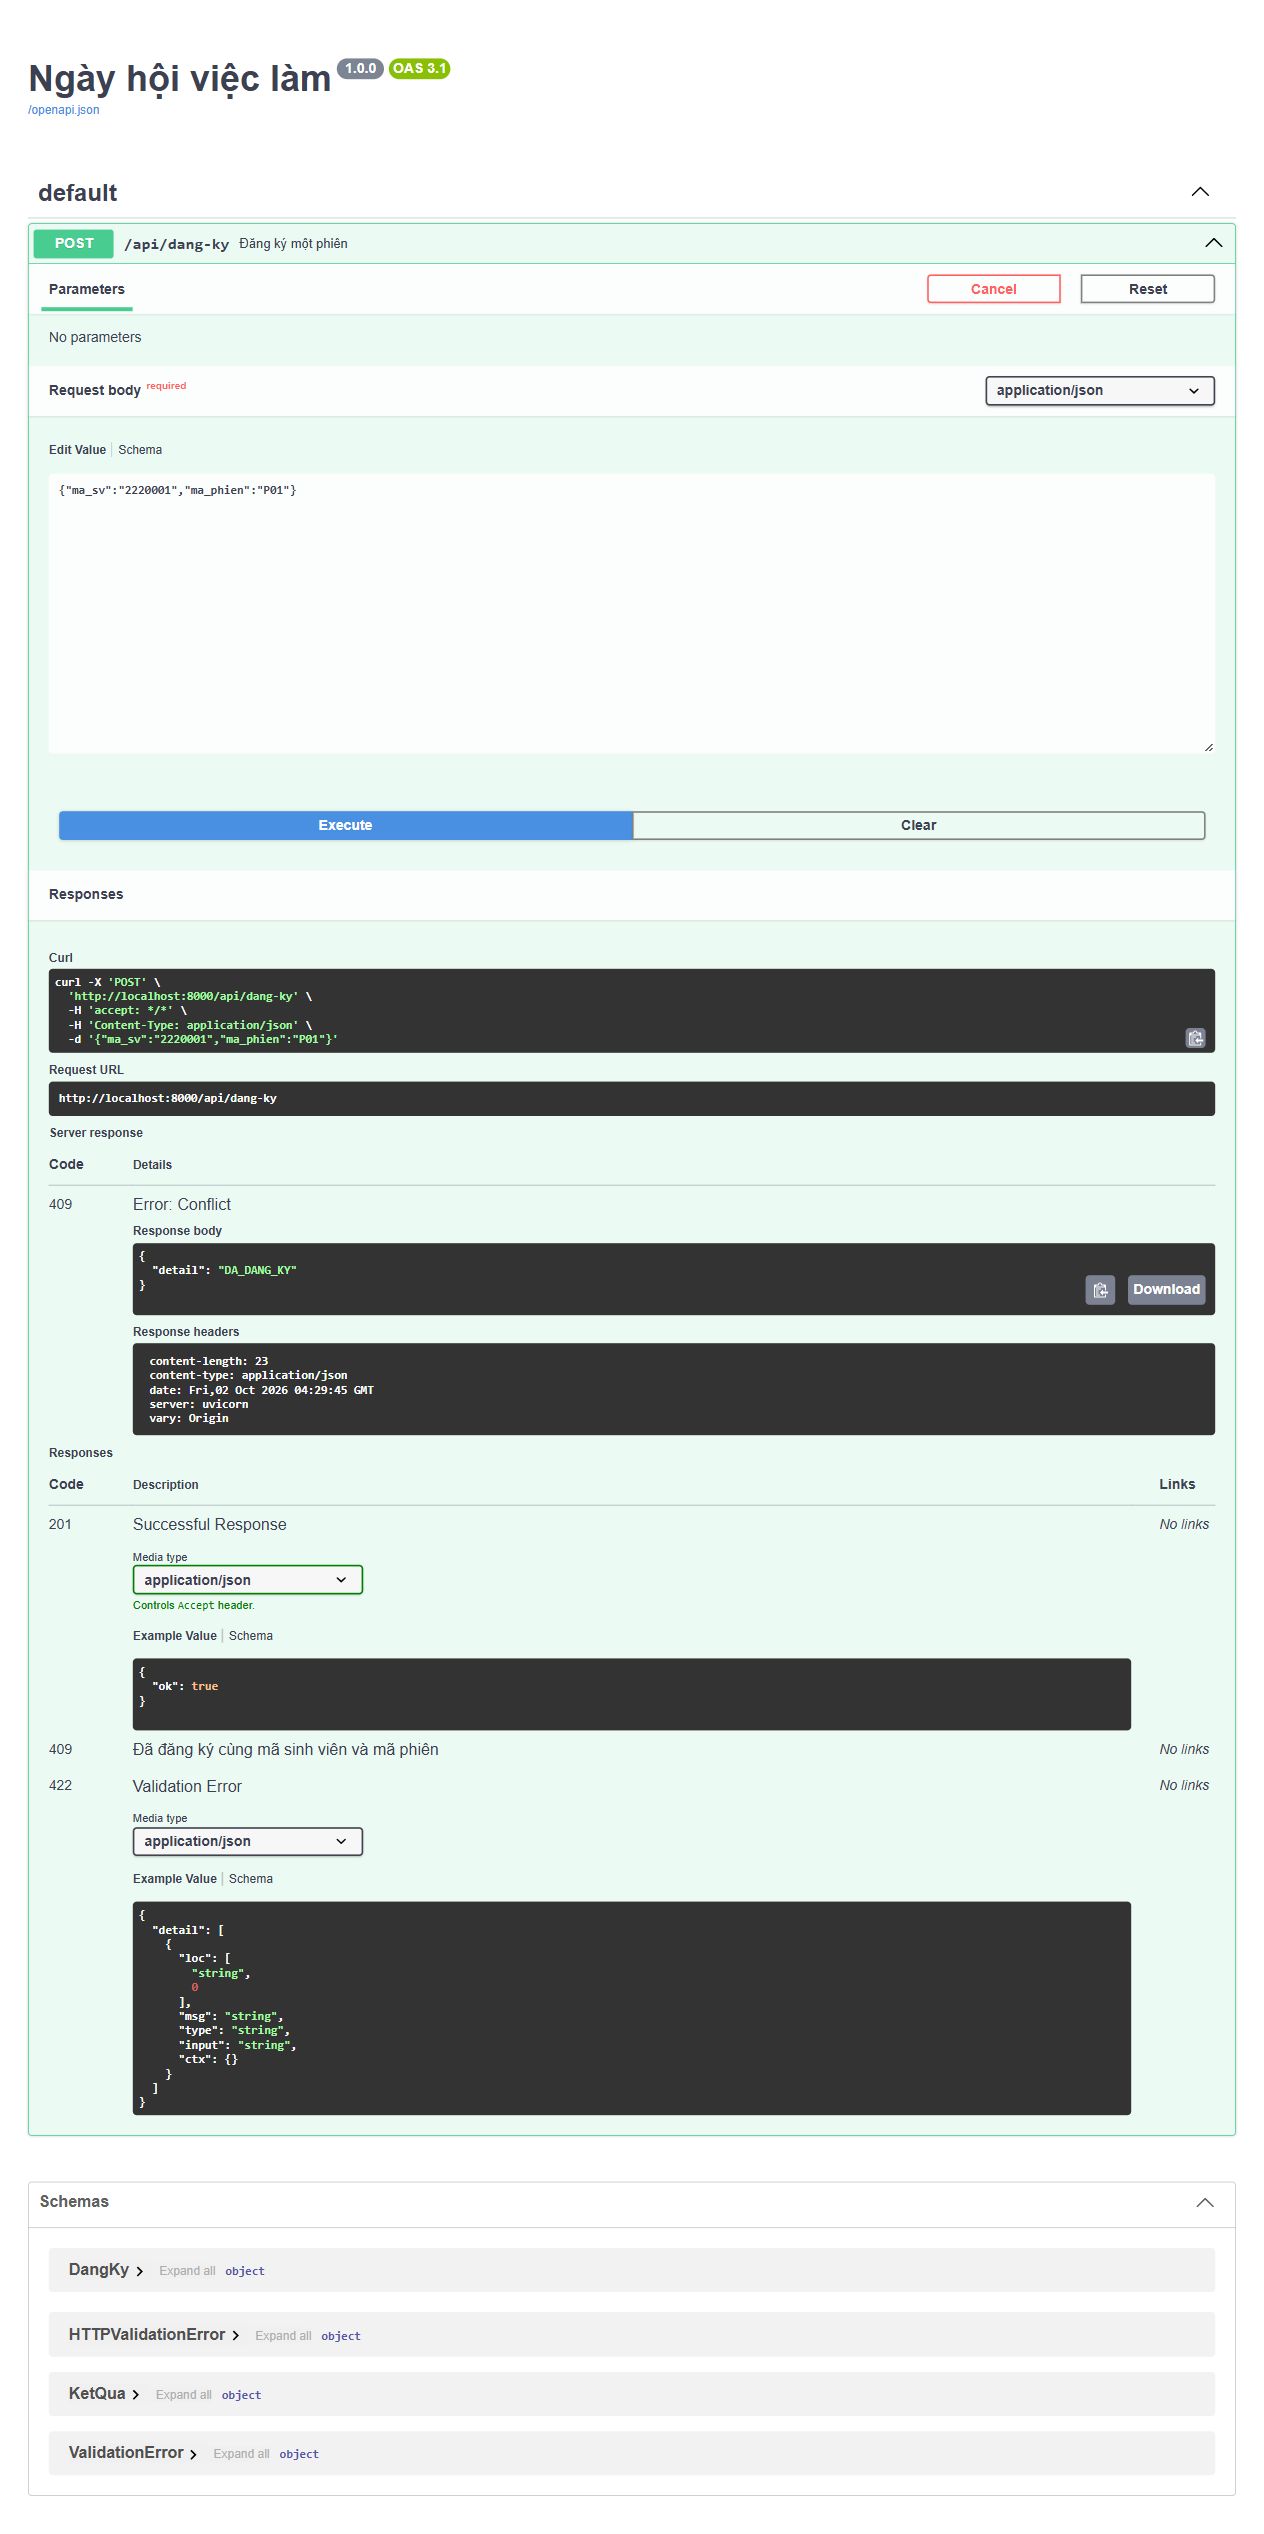 Ngày hội việc làm 1.0.0 OAS 3.1
/openapi.json
default
POST /api/dang-ky Đăng ký một phiên
Parameters Cancel Reset
No parameters
Request body required application/json
Edit Value Schema
{"ma_sv":"2220001","ma_phien":"P01"}
Execute Clear
Responses
Curl
curl -X 'POST' \
'http://localhost:8000/api/dang-ky' \
-H 'accept: */*' \
-H 'Content-Type: application/json' \
-d '{"ma_sv":"2220001","ma_phien":"P01"}'
Request URL
http://localhost:8000/api/dang-ky
Server response
Code Details
409 Error: Conflict
Response body
{
"detail": "DA_DANG_KY"
}
Download
Response headers
content-length: 23
content-type: application/json
date: Fri,02 Oct 2026 04:29:45 GMT
server: uvicorn
vary: Origin
Responses
Code Description Links
201 Successful Response No links
Media type
application/json
Controls Accept header.
Example Value Schema
{
"ok": true
}
409 Đã đăng ký cùng mã sinh viên và mã phiên No links
422 Validation Error No links
Media type
application/json
Example Value Schema
{
"detail": [
{
"loc": [
"string",
0
],
"msg": "string",
"type": "string",
"input": "string",
"ctx": {}
}
]
}
Schemas
DangKy Expand all object
HTTPValidationError Expand all object
KetQua Expand all object
ValidationError Expand all object